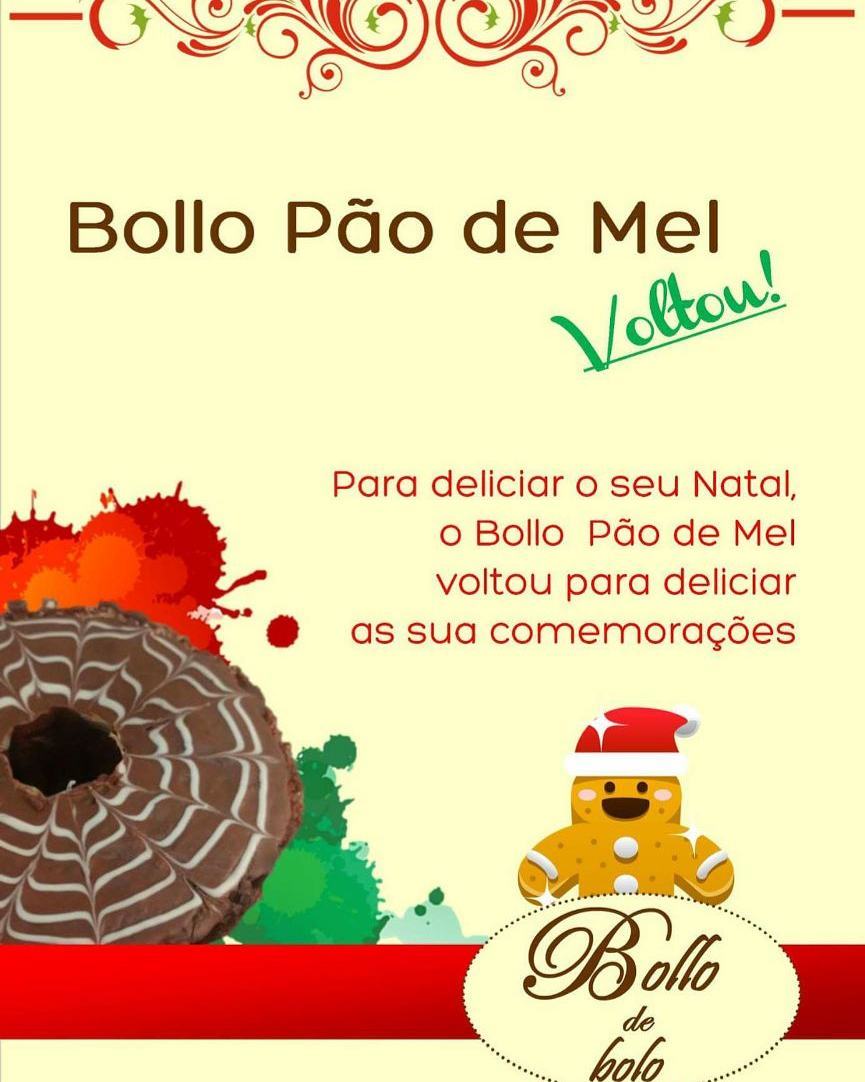 Bollo Pão de Mel
Voltou!
Para deliciar o seu Natal,
o Bollo Pão de Mel
voltou para deliciar
as sua comemorações
Bollo
de
bolo